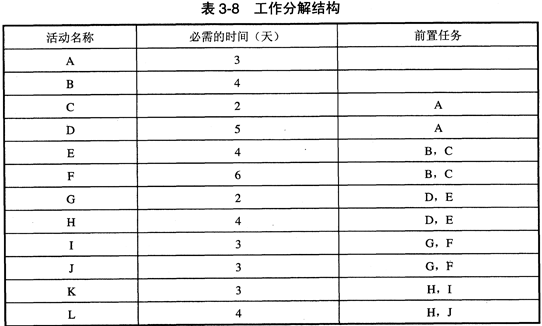 表 3-8 工作分解结构
活动名称 必需的时间（天） 前置任务
A 3
B 4
C 2 A
D 5 A
E 4 B，C
F 6 B，C
G 2 D，E
H 4 D，E
I 3 G，F
J 3 G，F
K 3 H，I
L 4 H，J